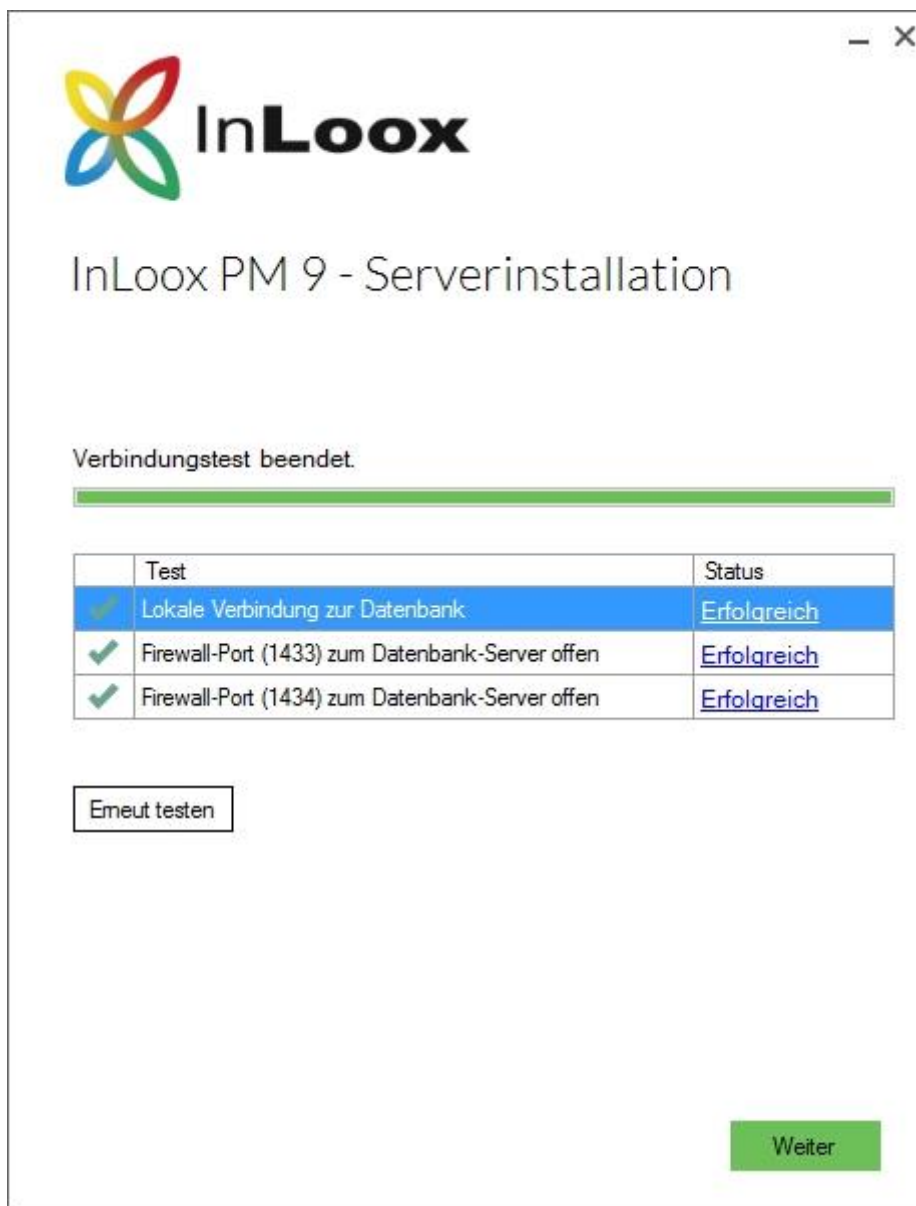 InLoox
InLoox PM 9 - Serverinstallation
Verbindungstest beendet.
Test Status
Lokale Verbindung zur Datenbank Erfolgreich
Firewall-Port (1433) zum Datenbank-Server offen Erfolgreich
Firewall-Port (1434) zum Datenbank-Server offen Erfolgreich
Erneut testen
Weiter